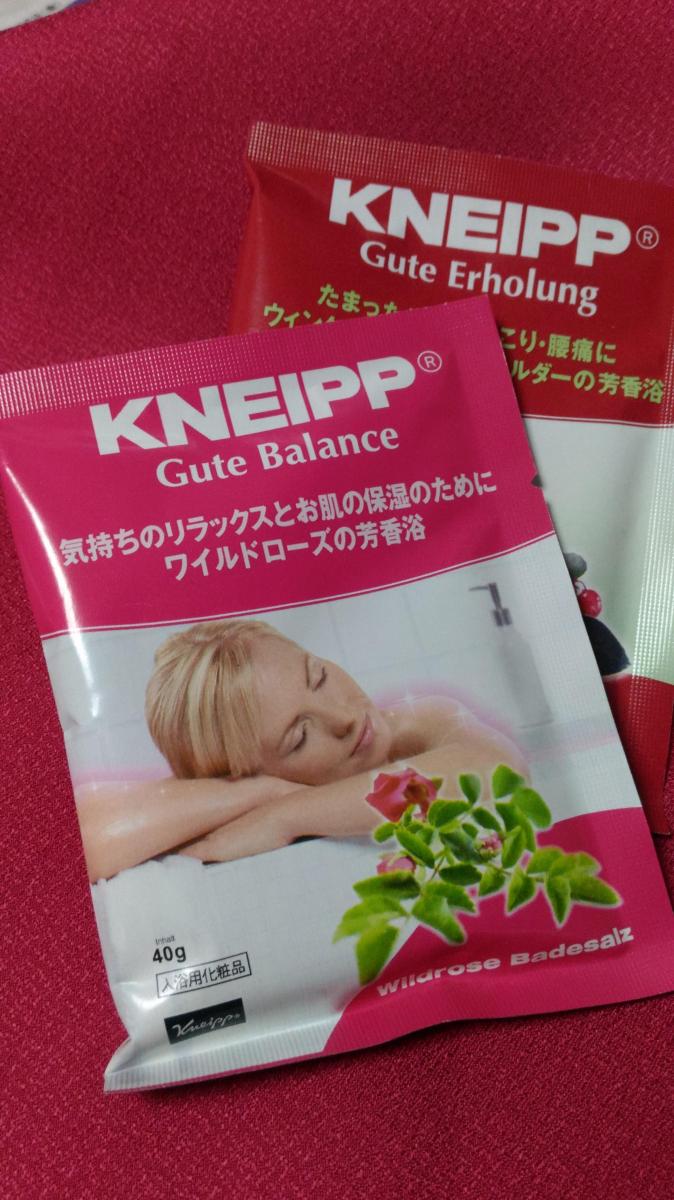 KNEIPP®
Gute Erholung
たまった こり・腰痛に
ウィン ルダーの芳香浴
KNEIPP®
Gute Balance
気持ちのリラックスとお肌の保湿のために
ワイルドローズの芳香浴
Inhalt
40g
入浴用化粧品
Kneipp®
Wildrose Badesalz